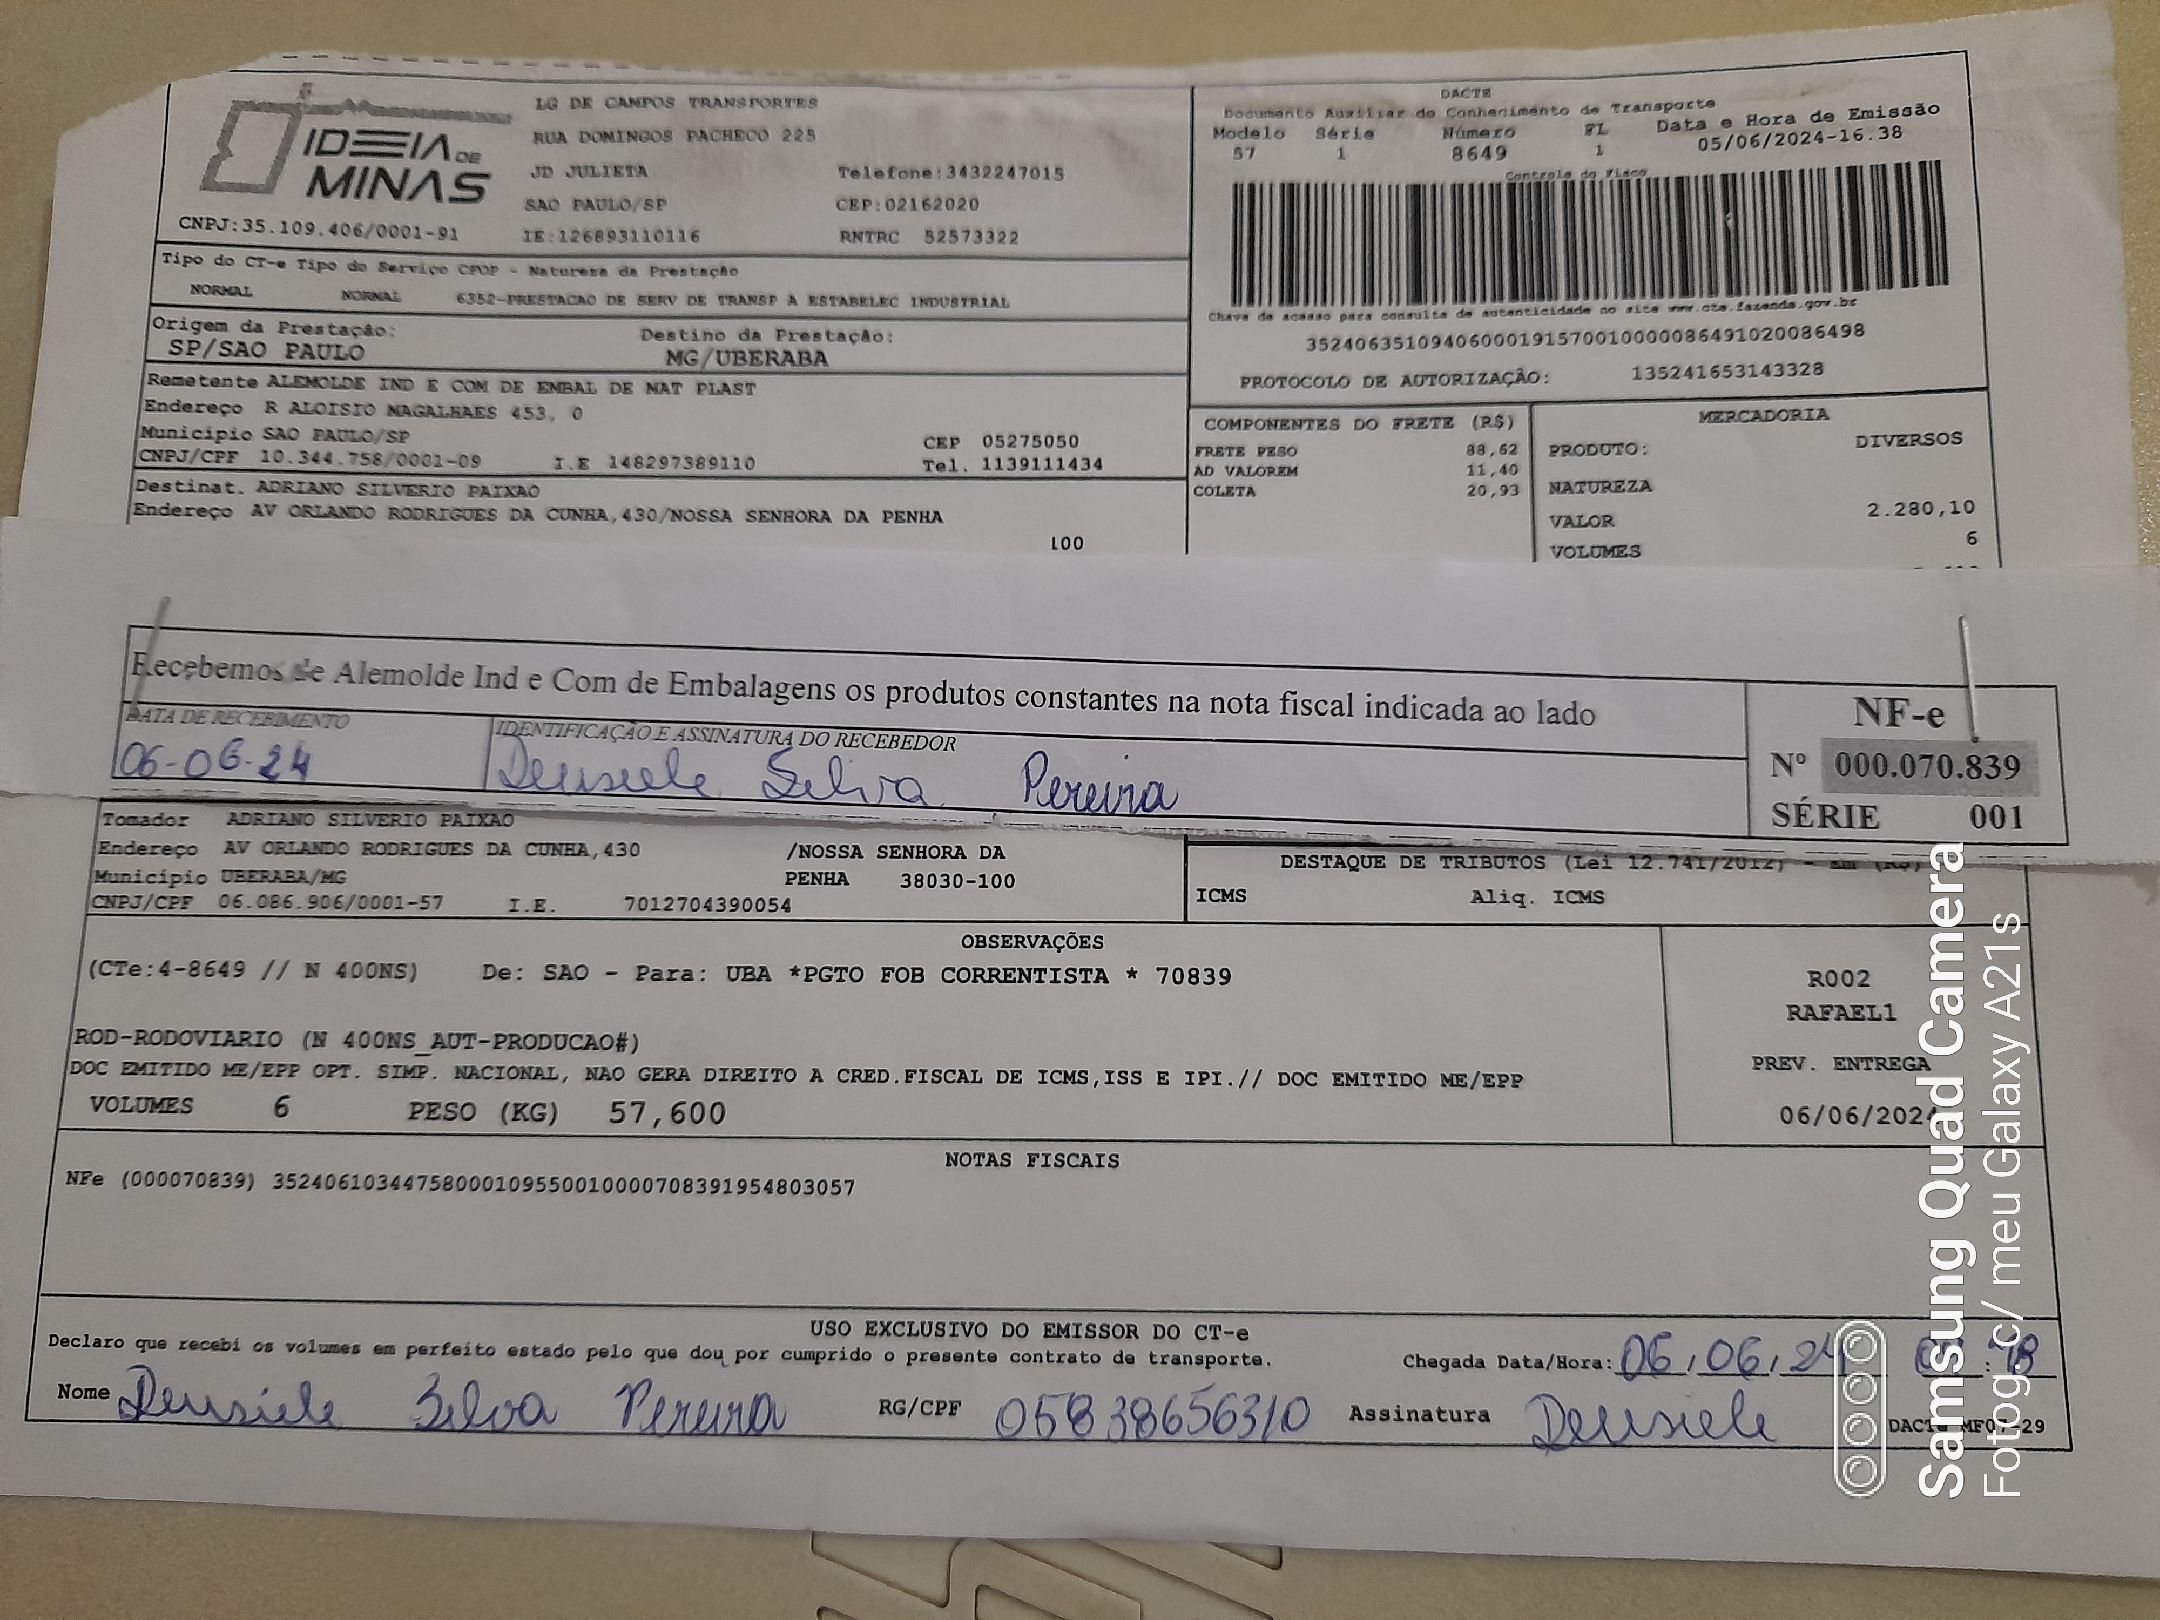 IDEIA DE MINAS
CNPJ:35.109.406/0001-91
LG DE CAMPOS TRANSPORTES
RUA DOMINGOS PACHECO 225
JD JULIETA Telefone:3432247015
SAO PAULO/SP CEP:02162020
IE:126893110116 RNTRC 52573322
DACTE
Documento Auxiliar do Conhecimento de Transporte
Modelo Série Número FL Data e Hora de Emissão
57 1 8649 1 05/06/2024-16.38
Controle do Fisco
Chave de acesso para consulta de autenticidade no site www.cte.fazenda.gov.br
35240635109406000191570010000086491020086498
PROTOCOLO DE AUTORIZAÇÃO: 135241653143328
Tipo do CT-e Tipo do Serviço CFOP - Natureza da Prestação
NORMAL NORMAL 6352-PRESTACAO DE SERV DE TRANSP A ESTABELEC INDUSTRIAL
Origem da Prestação: Destino da Prestação:
SP/SAO PAULO MG/UBERABA
Remetente ALEMOLDE IND E COM DE EMBAL DE MAT PLAST
Endereço R ALOISIO MAGALHAES 453, 0
Município SAO PAULO/SP CEP 05275050
CNPJ/CPF 10.344.758/0001-09 I.E 148297389110 Tel. 1139111434
Destinat. ADRIANO SILVERIO PAIXAO
Endereço AV ORLANDO RODRIGUES DA CUNHA,430/NOSSA SENHORA DA PENHA
100
COMPONENTES DO FRETE (R$)
FRETE PESO 88,62
AD VALOREM 11,40
COLETA 20,93
MERCADORIA
PRODUTO: DIVERSOS
NATUREZA
VALOR 2.280,10
VOLUMES 6
Recebemos de Alemolde Ind e Com de Embalagens os produtos constantes na nota fiscal indicada ao lado
DATA DE RECEBIMENTO IDENTIFICAÇÃO E ASSINATURA DO RECEBEDOR
06-06-24 Deusiele Silva Pereira
NF-e
Nº 000.070.839
SÉRIE 001
Tomador ADRIANO SILVERIO PAIXAO
Endereço AV ORLANDO RODRIGUES DA CUNHA,430 /NOSSA SENHORA DA
Município UBERABA/MG PENHA 38030-100
CNPJ/CPF 06.086.906/0001-57 I.E. 7012704390054
DESTAQUE DE TRIBUTOS (Lei 12.741/2012) - Em (R$)
ICMS Aliq. ICMS
OBSERVAÇÕES
(CTe:4-8649 // N 400NS) De: SAO - Para: UBA *PGTO FOB CORRENTISTA * 70839
ROD-RODOVIARIO (N 400NS_AUT-PRODUCAO#)
DOC EMITIDO ME/EPP OPT. SIMP. NACIONAL, NAO GERA DIREITO A CRED.FISCAL DE ICMS,ISS E IPI.// DOC EMITIDO ME/EPP
VOLUMES 6 PESO (KG) 57,600
R002
RAFAEL1
PREV. ENTREGA
06/06/2024
NOTAS FISCAIS
NFe (000070839) 35240610344758000109550010000708391954803057
USO EXCLUSIVO DO EMISSOR DO CT-e
Declaro que recebi os volumes em perfeito estado pelo que dou por cumprido o presente contrato de transporte.
Chegada Data/Hora: 06,06,24
Nome Deusiele Silva Pereira RG/CPF 05838656310 Assinatura Deusiele
DACTE MF07-29
Samsung Quad Camera
Fotog.c/ meu Galaxy A21s